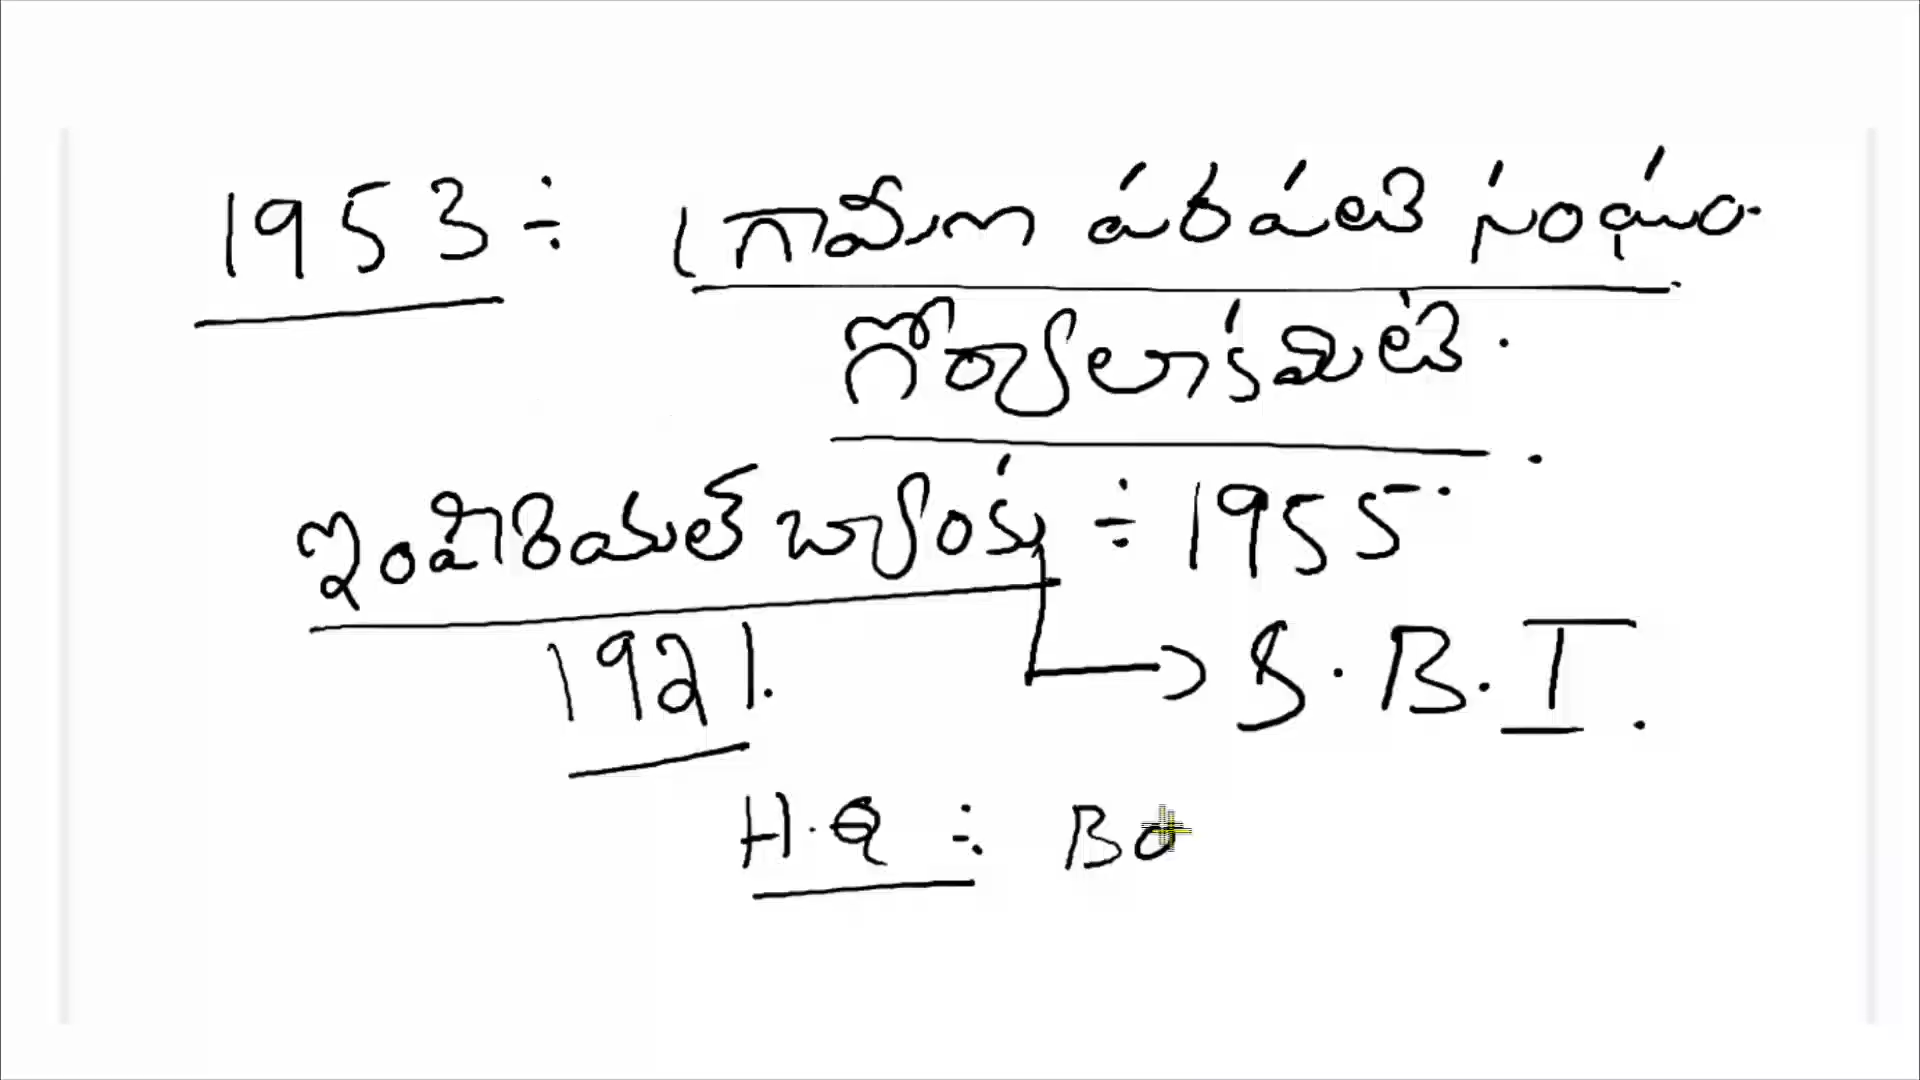 1953 ÷ గ్రామీణ పరపతి సంఘం.
గోర్వాలా కమిటి.
ఇంపీరియల్ బ్యాంకు ÷ 1955
1921. → S.B.I.
H.Q ÷ Bo